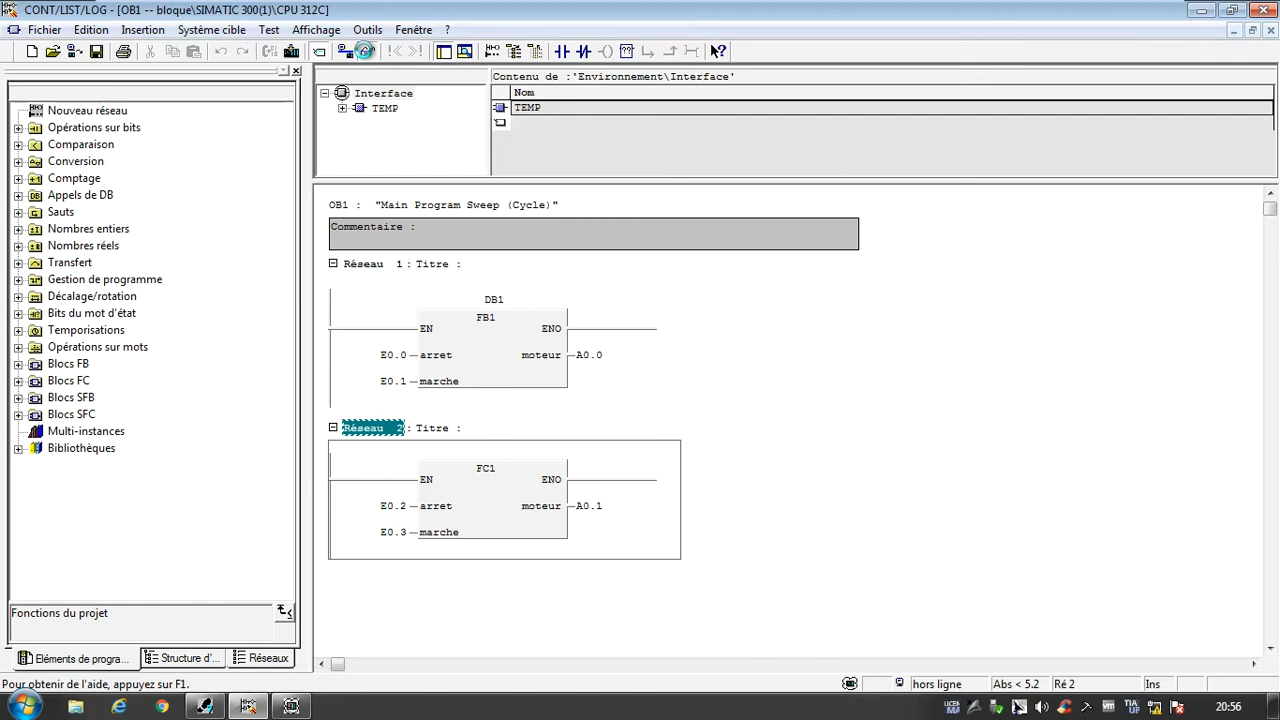 CONT/LIST/LOG - [OB1 -- bloque\SIMATIC 300(1)\CPU 312C]
Fichier Edition Insertion Système cible Test Affichage Outils Fenêtre ?
Nouveau réseau
Opérations sur bits
Comparaison
Conversion
Comptage
Appels de DB
Sauts
Nombres entiers
Nombres réels
Transfert
Gestion de programme
Décalage/rotation
Bits du mot d'état
Temporisations
Opérations sur mots
Blocs FB
Blocs FC
Blocs SFB
Blocs SFC
Multi-instances
Bibliothèques
Fonctions du projet
Eléments de progra...
Structure d'...
Réseaux
Interface
TEMP
Contenu de :'Environnement\Interface'
Nom
TEMP
OB1 : "Main Program Sweep (Cycle)"
Commentaire :
Réseau 1 : Titre :
DB1
FB1
EN ENO
E0.0 arret moteur A0.0
E0.1 marche
Réseau 2 : Titre :
FC1
EN ENO
E0.2 arret moteur A0.1
E0.3 marche
Pour obtenir de l'aide, appuyez sur F1.
hors ligne
Abs < 5.2
Ré 2
Ins
20:56